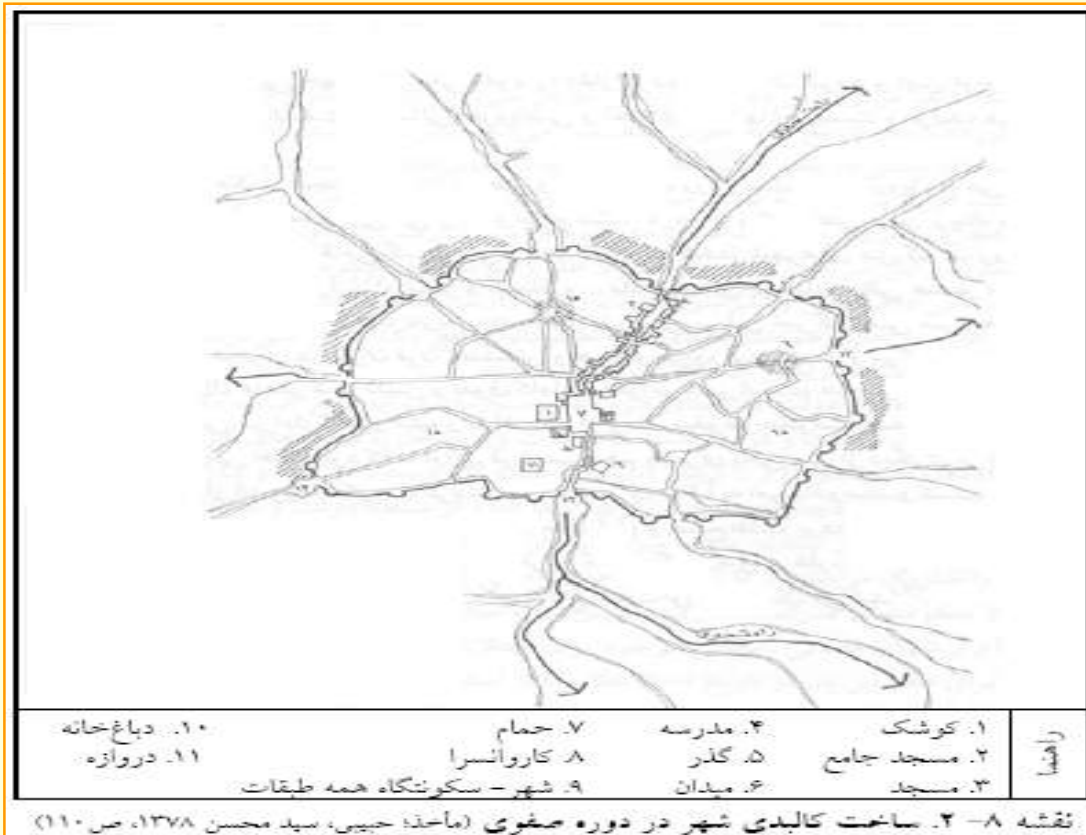 راهنما
۱. کوشک ۴. مدرسه ۷. حمام ۱۰. دباغ‌خانه
۲. مسجد جامع ۵. گذر ۸. کاروانسرا ۱۱. دروازه
۳. مسجد ۶. میدان ۹. شهر - سکونتگاه همه طبقات
نقشه ۸- ۲. ساخت کالبدی شهر در دوره صفوی (مأخذ: حبیبی، سید محسن ۱۳۷۸، ص ۱۱۰)